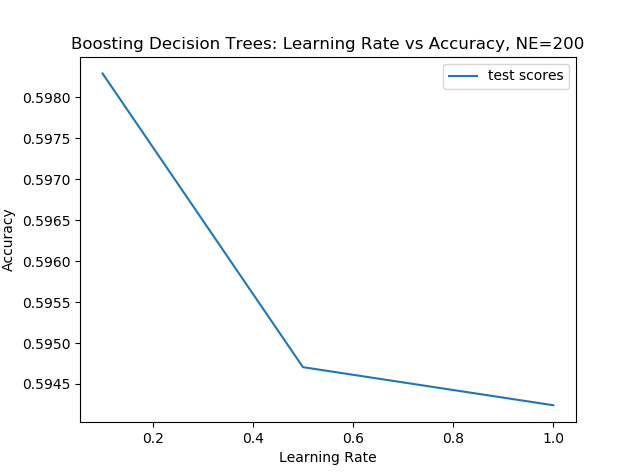 Boosting Decision Trees: Learning Rate vs Accuracy, NE=200
test scores
0.5980
0.5975
0.5970
0.5965
0.5960
0.5955
0.5950
0.5945
Accuracy
0.2 0.4 0.6 0.8 1.0
Learning Rate